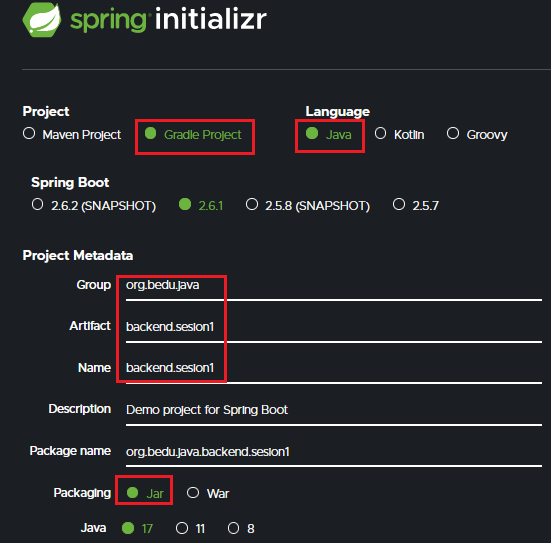 spring initializr
Project
Language
Maven Project Gradle Project Java Kotlin Groovy
Spring Boot
2.6.2 (SNAPSHOT) 2.6.1 2.5.8 (SNAPSHOT) 2.5.7
Project Metadata
Group org.bedu.java
Artifact backend.sesion1
Name backend.sesion1
Description Demo project for Spring Boot
Package name org.bedu.java.backend.sesion1
Packaging Jar War
Java 17 11 8